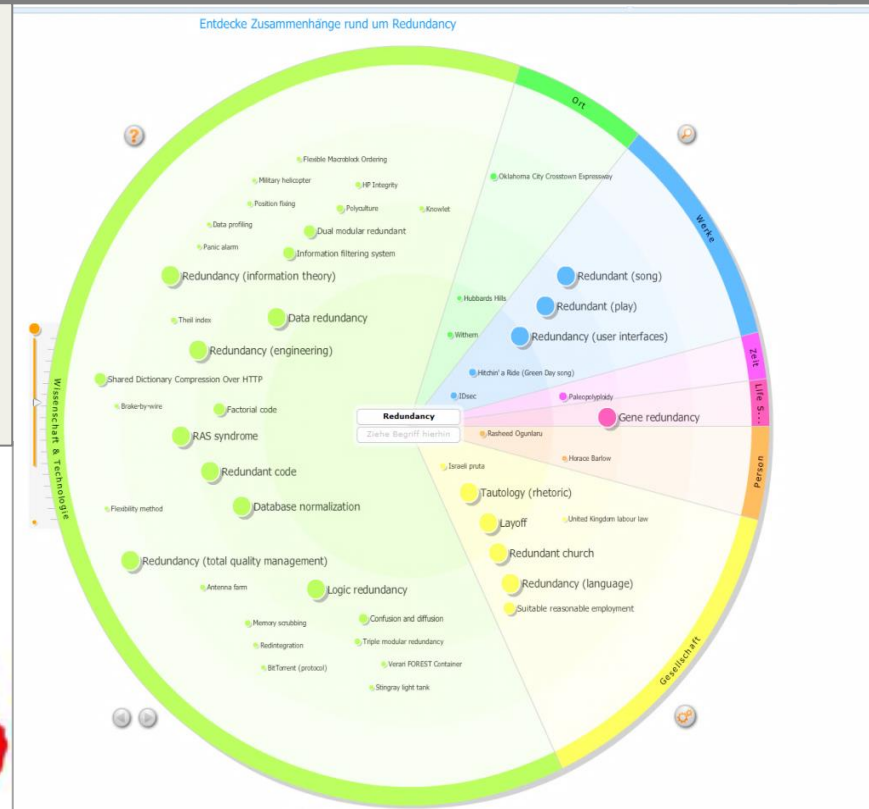 Entdecke Zusammenhänge rund um Redundancy
Ort
Werke
Zeit
Life S...
Person
Gesellschaft
Wissenschaft & Technologie
Flexible Macroblock Ordering
Military helicopter
HP Integrity
Position fixing
Polyculture
Knowlet
Data profiling
Dual modular redundant
Panic alarm
Information filtering system
Redundancy (information theory)
Theil index
Data redundancy
Redundancy (engineering)
Shared Dictionary Compression Over HTTP
Brake-by-wire
Factorial code
RAS syndrome
Redundant code
Flexibility method
Database normalization
Redundancy (total quality management)
Antenna farm
Logic redundancy
Memory scrubbing
Confusion and diffusion
Redintegration
Triple modular redundancy
BitTorrent (protocol)
Verari FOREST Container
Stingray light tank
Oklahoma City Crosstown Expressway
Hubbards Hills
Withern
Redundant (song)
Redundant (play)
Redundancy (user interfaces)
Hitchin' a Ride (Green Day song)
IDsec
Paleopolyploidy
Gene redundancy
Redundancy
Ziehe Begriff hierhin
Rasheed Ogunlaru
Horace Barlow
Israeli pruta
Tautology (rhetoric)
Layoff
United Kingdom labour law
Redundant church
Redundancy (language)
Suitable reasonable employment